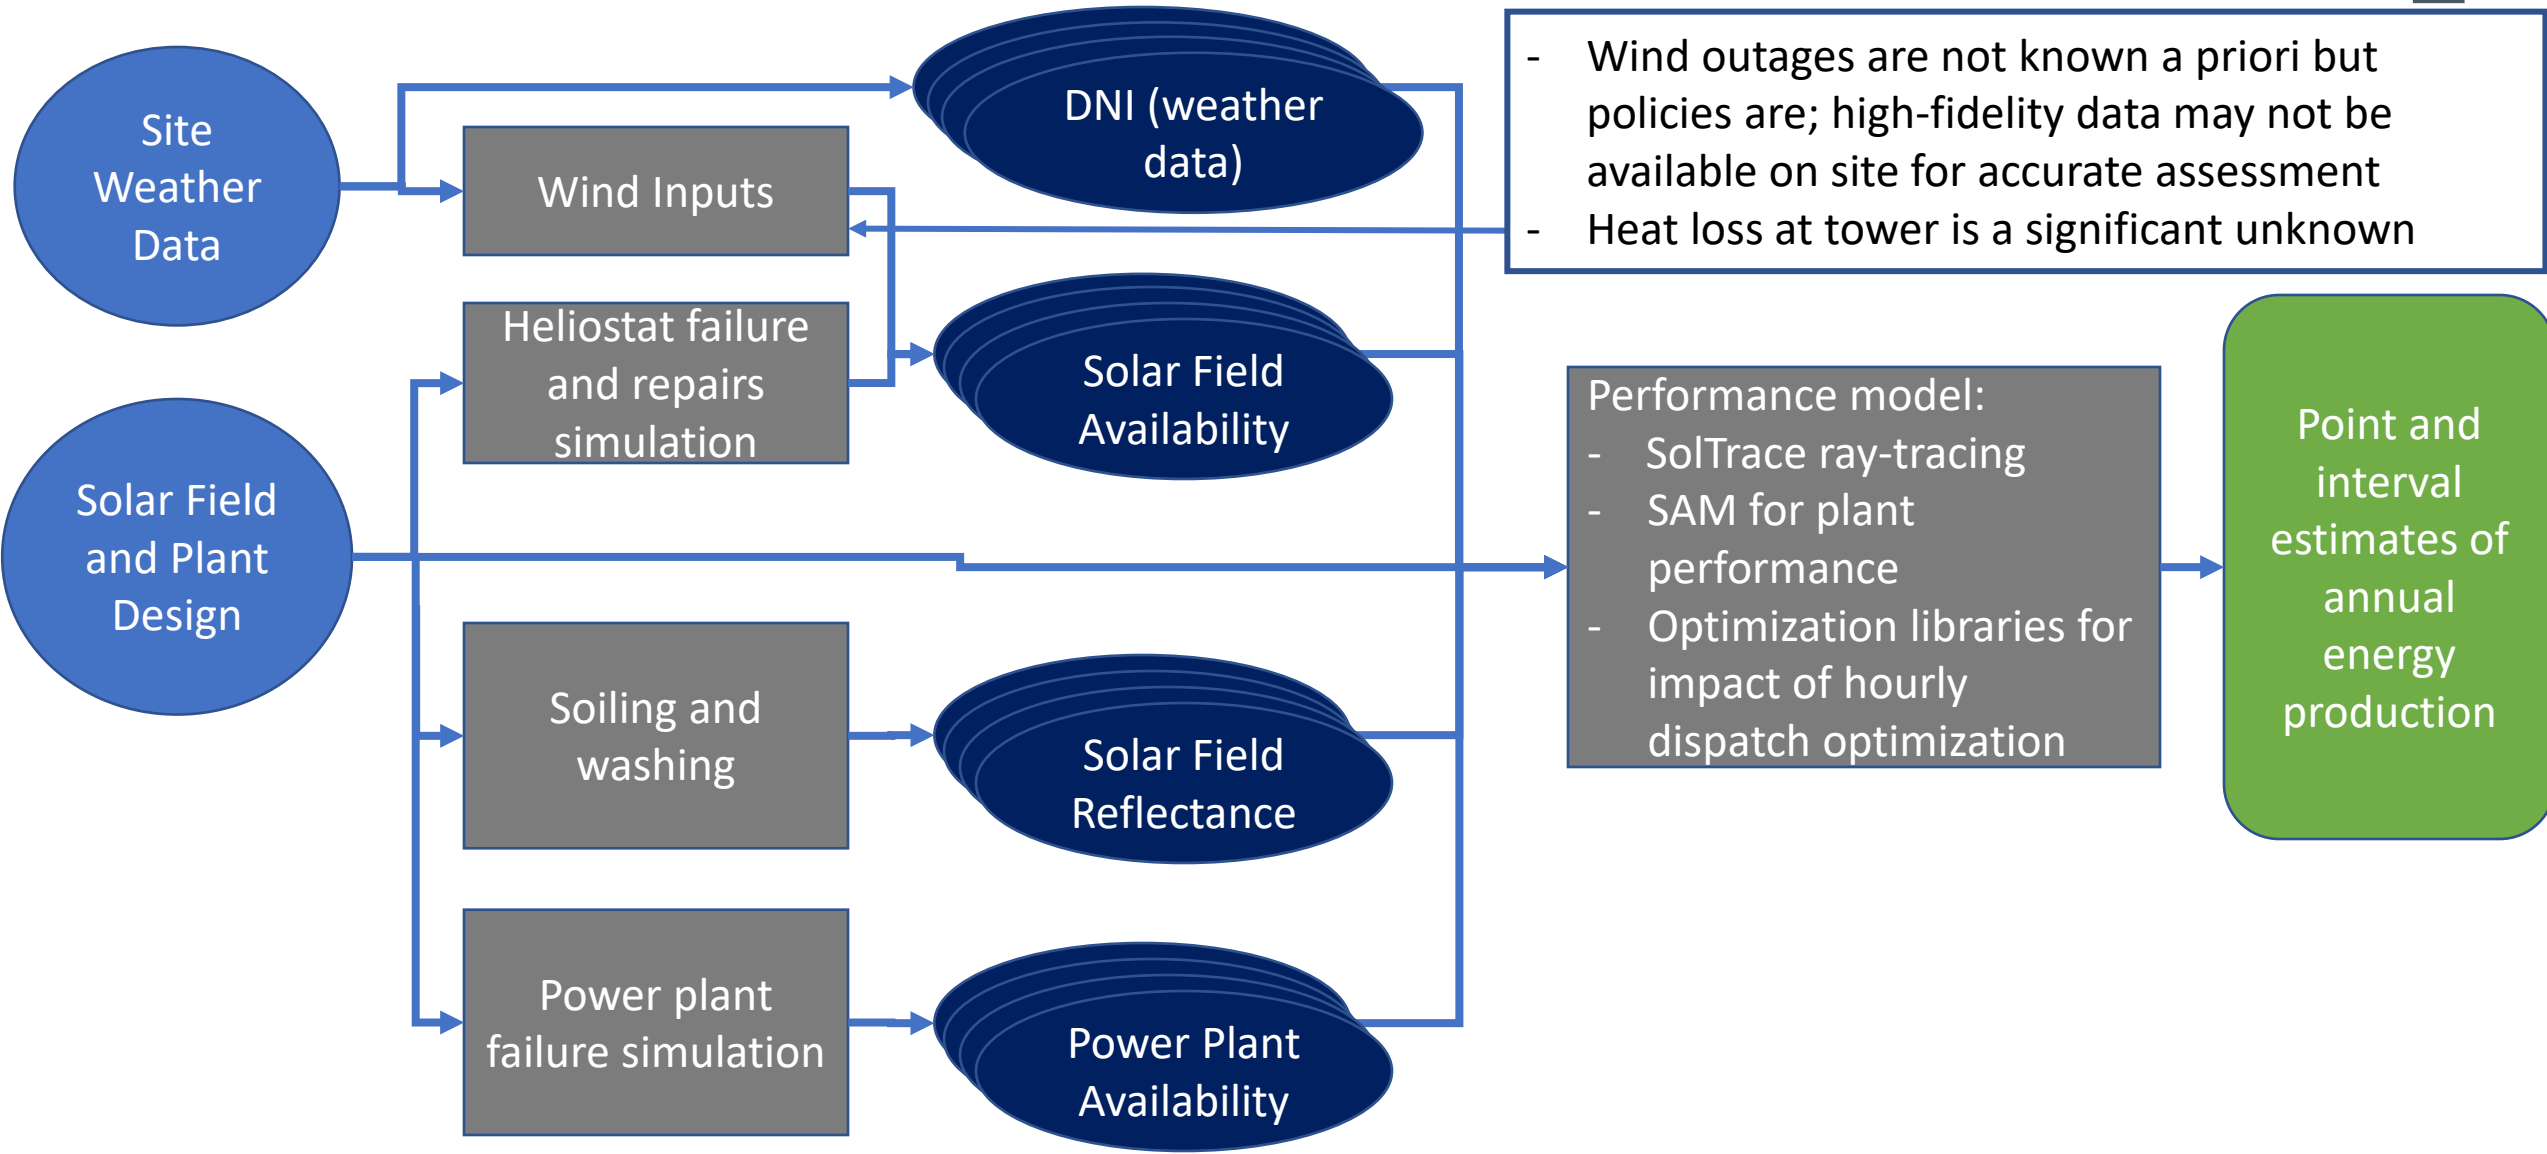 Site
Weather
Data
Solar Field
and Plant
Design
Wind Inputs
Heliostat failure
and repairs
simulation
Soiling and
washing
Power plant
failure simulation
DNI (weather
data)
Solar Field
Availability
Solar Field
Reflectance
Power Plant
Availability
- Wind outages are not known a priori but
policies are; high-fidelity data may not be
available on site for accurate assessment
- Heat loss at tower is a significant unknown
Performance model:
- SolTrace ray-tracing
- SAM for plant
performance
- Optimization libraries for
impact of hourly
dispatch optimization
Point and
interval
estimates of
annual
energy
production